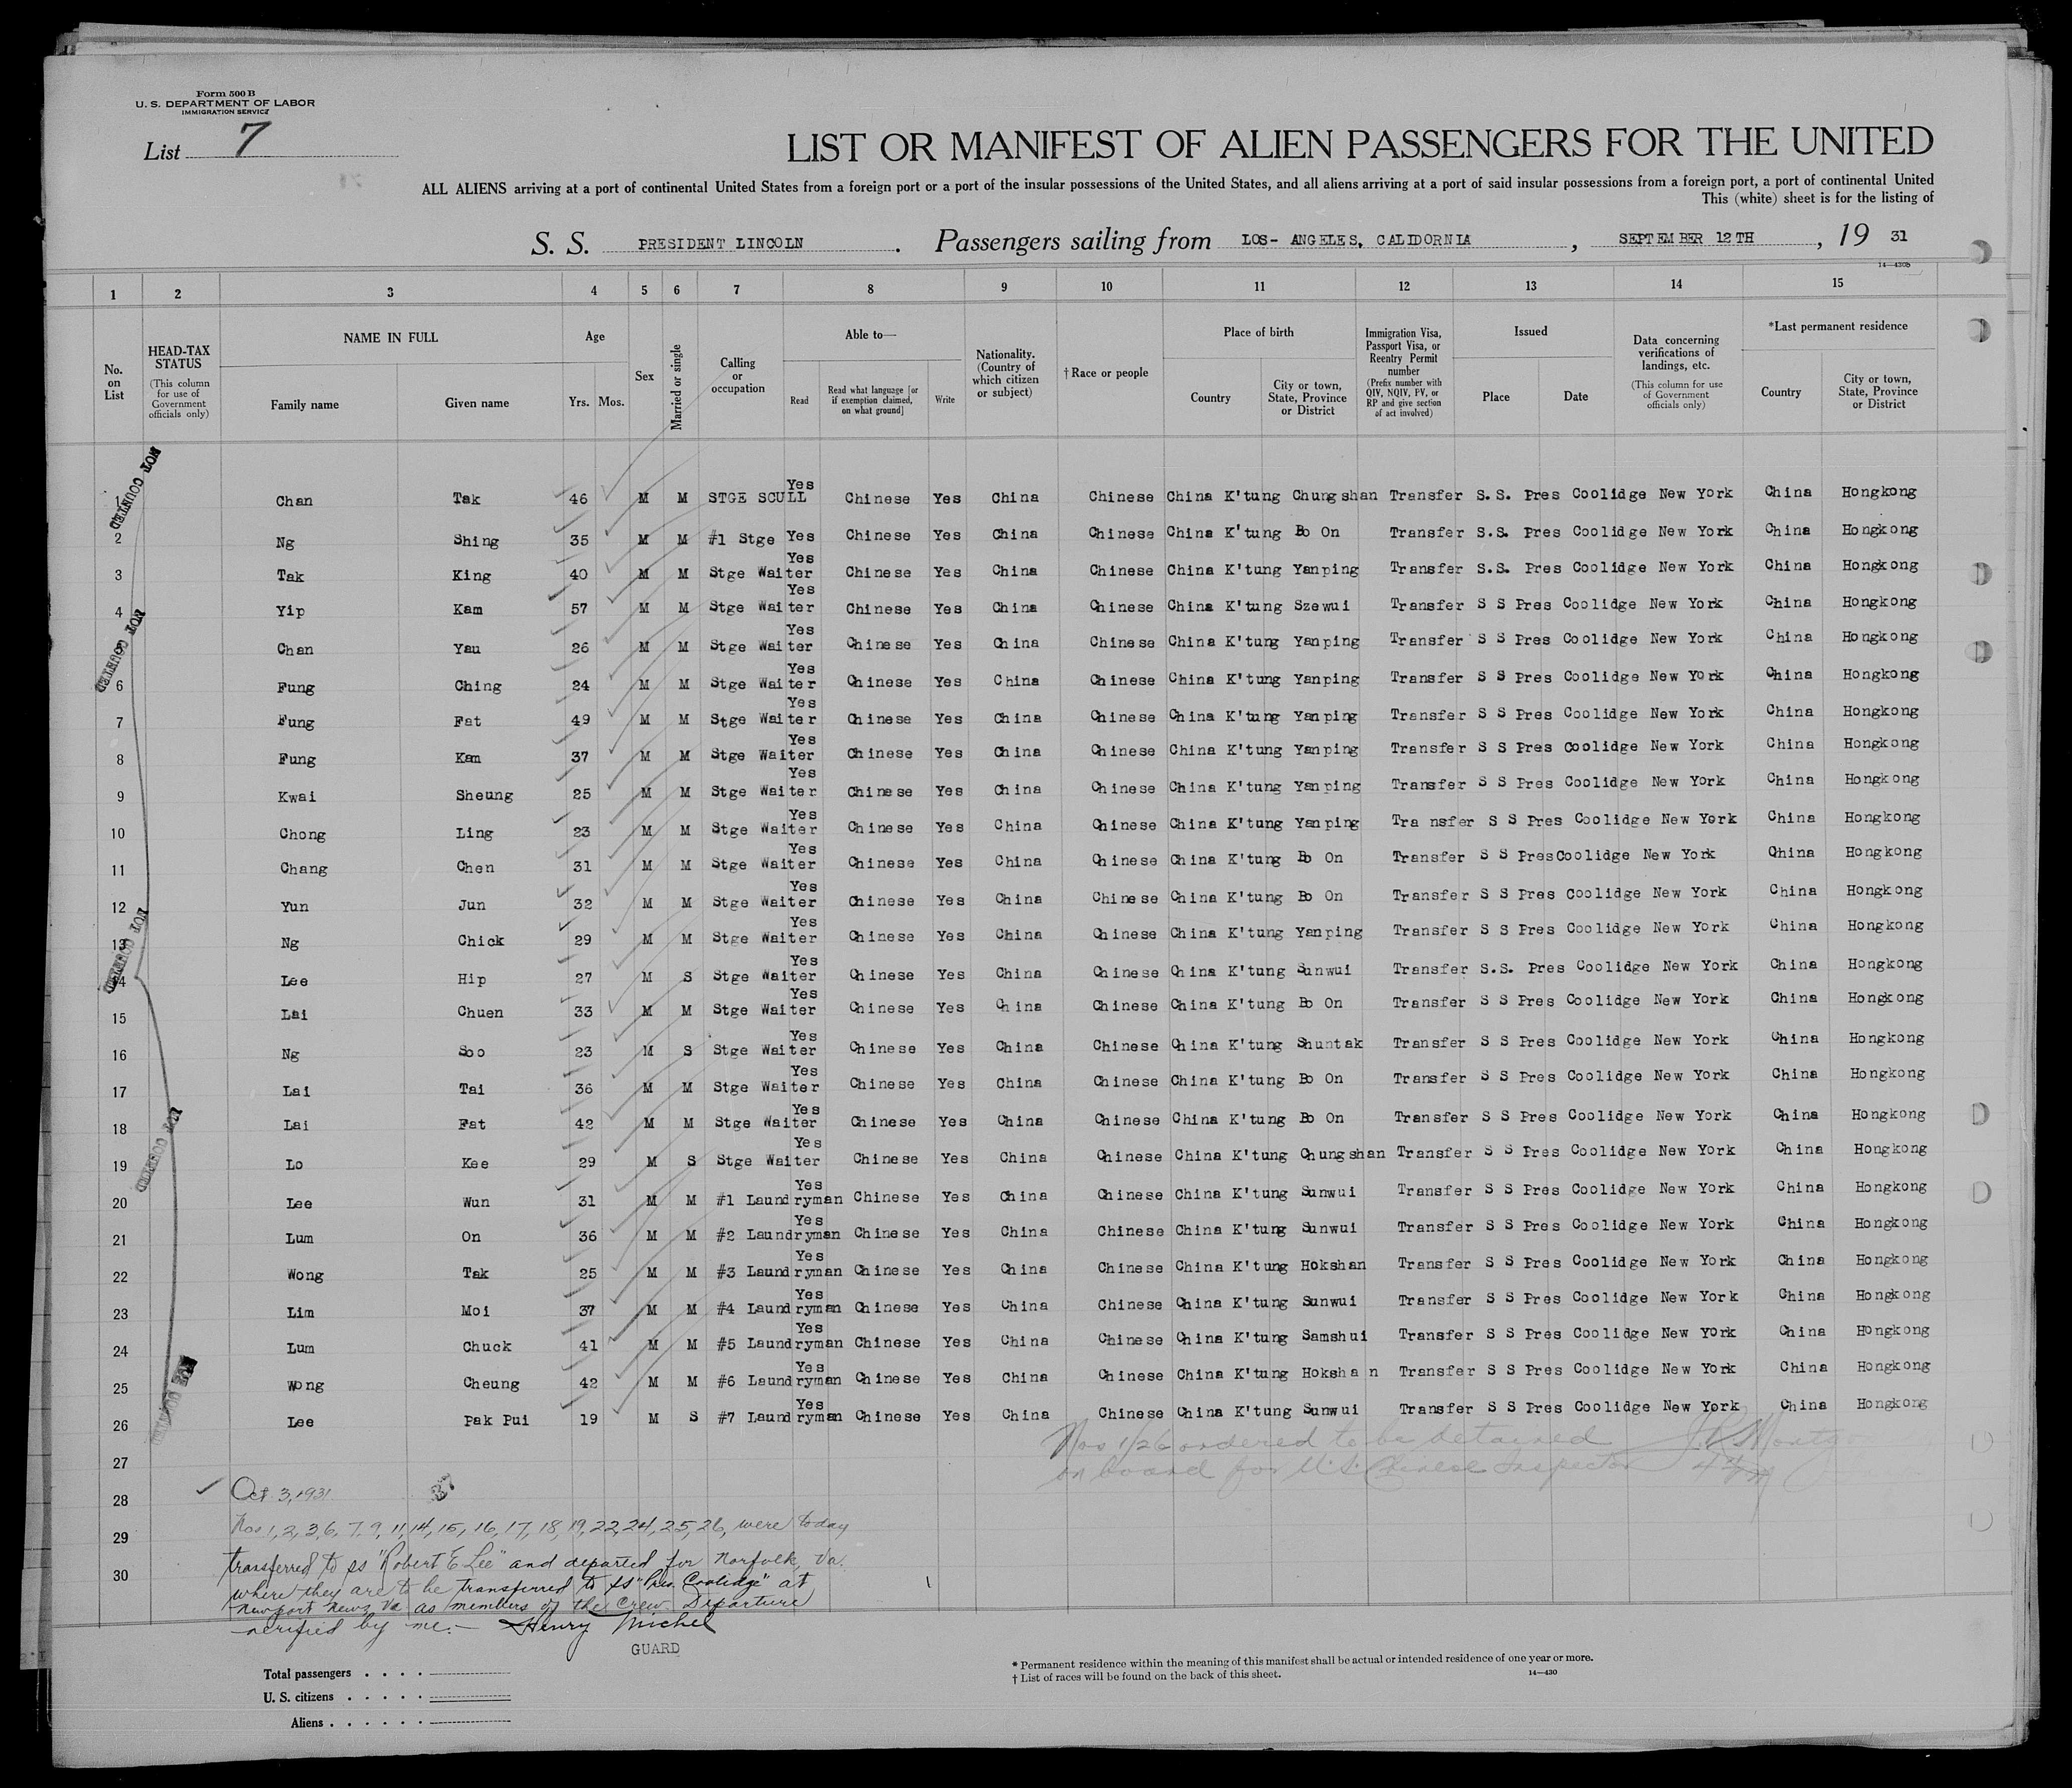 Form 500 B
U. S. DEPARTMENT OF LABOR
IMMIGRATION SERVICE
List 7
LIST OR MANIFEST OF ALIEN PASSENGERS FOR THE UNITED
ALL ALIENS arriving at a port of continental United States from a foreign port or a port of the insular possessions of the United States, and all aliens arriving at a port of said insular possessions from a foreign port, a port of continental United
This (white) sheet is for the listing of
S. S. PRESIDENT LINCOLN. Passengers sailing from LOS- ANGELES, CALIDORNIA, SEPTEMBER 12TH, 19 31
14—430B
1 2 3 4 5 6 7 8 9 10 11 12 13 14 15
No. on List
HEAD-TAX STATUS
(This column for use of Government officials only)
NAME IN FULL
Family name
Given name
Age
Yrs. Mos.
Sex
Married or single
Calling or occupation
Able to—
Read
Read what language [or if exemption claimed, on what ground]
Write
Nationality. (Country of which citizen or subject)
†Race or people
Place of birth
Country
City or town, State, Province or District
Immigration Visa, Passport Visa, or Reentry Permit number
(Prefix number with QIV, NQIV, PV, or RP and give section of act involved)
Issued
Place
Date
Data concerning verifications of landings, etc.
(This column for use of Government officials only)
*Last permanent residence
Country
City or town, State, Province or District
NOT COUNTED
1 Chan Tak 46 M M STGE SCULL Yes Chinese Yes China Chinese China K'tung Chungshan Transfer S.S. Pres Coolidge New York China Hongkong
2 Ng Shing 35 M M #1 Stge Yes Chinese Yes China Chinese China K'tung Bo On Transfer S.S. Pres Coolidge New York China Hongkong
3 Tak King 40 M M Stge Waiter Yes Chinese Yes China Chinese China K'tung Yanping Transfer S.S. Pres Coolidge New York China Hongkong
4 Yip Kam 57 M M Stge Waiter Yes Chinese Yes China Chinese China K'tung Szewui Transfer S S Pres Coolidge New York China Hongkong
NOT COUNTED
Chan Yau 26 M M Stge Waiter Yes Chinese Yes China Chinese China K'tung Yanping Transfer S S Pres Coolidge New York China Hongkong
6 Fung Ching 24 M M Stge Waiter Yes Chinese Yes China Chinese China K'tung Yanping Transfer S S Pres Coolidge New York China Hongkong
7 Fung Fat 49 M M Stge Waiter Yes Chinese Yes China Chinese China K'tung Yanping Transfer S S Pres Coolidge New York China Hongkong
8 Fung Kam 37 M M Stge Waiter Yes Chinese Yes China Chinese China K'tung Yanping Transfer S S Pres Coolidge New York China Hongkong
9 Kwai Sheung 25 M M Stge Waiter Yes Chinese Yes China Chinese China K'tung Yanping Transfer S S Pres Coolidge New York China Hongkong
10 Chong Ling 23 M M Stge Waiter Yes Chinese Yes China Chinese China K'tung Yanping Tra nsfer S S Pres Coolidge New York China Hongkong
11 Chang Chen 31 M M Stge Waiter Yes Chinese Yes China Chinese China K'tung Bo On Transfer S S PresCoolidge New York China Hongkong
12 Yun Jun 32 M M Stge Waiter Yes Chinese Yes China Chinese China K'tung Bo On Transfer S S Pres Coolidge New York China Hongkong
NOT COUNTED
13 Ng Chick 29 M M Stge Waiter Yes Chinese Yes China Chinese China K'tung Yanping Transfer S S Pres Coolidge New York China Hongkong
14 Lee Hip 27 M S Stge Waiter Yes Chinese Yes China Chinese China K'tung Sunwui Transfer S.S. Pres Coolidge New York China Hongkong
15 Lai Chuen 33 M M Stge Waiter Yes Chinese Yes China Chinese China K'tung Bo On Transfer S S Pres Coolidge New York China Hongkong
16 Ng Soo 23 M S Stge Waiter Yes Chinese Yes China Chinese China K'tung Shuntak Transfer S S Pres Coolidge New York China Hongkong
17 Lai Tai 36 M M Stge Waiter Yes Chinese Yes China Chinese China K'tung Bo On Transfer S S Pres Coolidge New York China Hongkong
18 Lai Fat 42 M M Stge Waiter Yes Chinese Yes China Chinese China K'tung Bo On Transfer S S Pres Coolidge New York China Hongkong
NOT COUNTED
19 Lo Kee 29 M S Stge Waiter Yes Chinese Yes China Chinese China K'tung Chungshan Transfer S S Pres Coolidge New York China Hongkong
20 Lee Wun 31 M M #1 Laundryman Yes Chinese Yes China Chinese China K'tung Sunwui Transfer S S Pres Coolidge New York China Hongkong
21 Lum On 36 M M #2 Laundryman Yes Chinese Yes China Chinese China K'tung Sunwui Transfer S S Pres Coolidge New York China Hongkong
22 Wong Tak 25 M M #3 Laundryman Yes Chinese Yes China Chinese China K'tung Hokshan Transfer S S Pres Coolidge New York China Hongkong
23 Lim Moi 37 M M #4 Laundryman Yes Chinese Yes China Chinese China K'tung Sunwui Transfer S S Pres Coolidge New York China Hongkong
24 Lum Chuck 41 M M #5 Laundryman Yes Chinese Yes China Chinese China K'tung Samshui Transfer S S Pres Coolidge New York China Hongkong
NOT COUNTED
25 Wong Cheung 42 M M #6 Laundryman Yes Chinese Yes China Chinese China K'tung Hoksha n Transfer S S Pres Coolidge New York China Hongkong
26 Lee Pak Pui 19 M S #7 Laundryman Yes Chinese Yes China Chinese China K'tung Sunwui Transfer S S Pres Coolidge New York China Hongkong
Nos 1/26 ordered to be detained
27
on board for U.S. Chinese Inspector
28 Oct 3, 1931 37
29 Nos 1, 2, 3, 6, 7, 9, 11, 14, 15, 16, 17, 18, 19, 22, 24, 25, 26, were today
30 transferred to ss "Robert E Lee" and departed for Norfolk, Va.
where they are to be transferred to ss "Pres. Coolidge" at
Newport News, Va as members of the Crew. Departure
verified by me.— Henry Michel
GUARD
Total passengers . . . .
U. S. citizens . . . . .
Aliens . . . . . .
* Permanent residence within the meaning of this manifest shall be actual or intended residence of one year or more.
† List of races will be found on the back of this sheet.
14—430